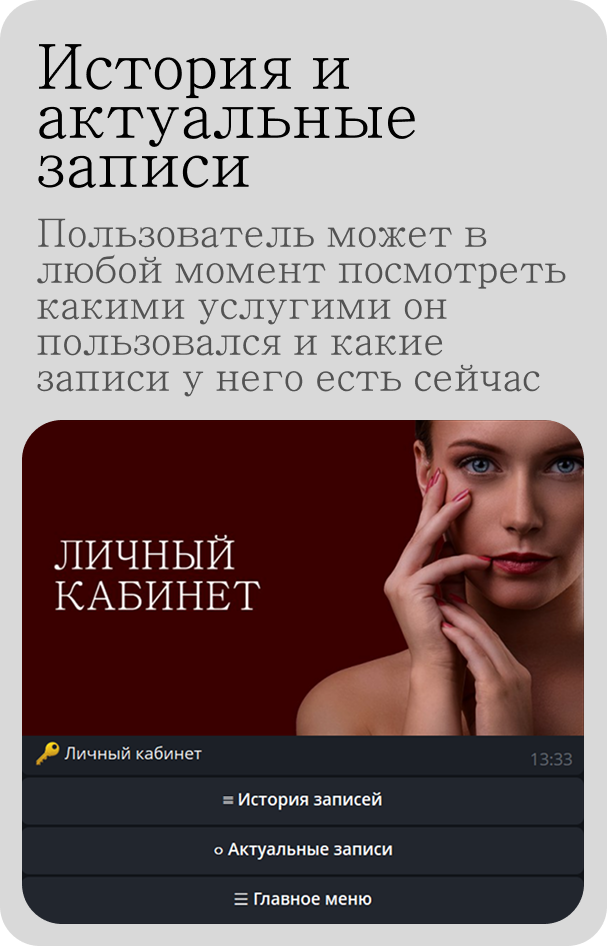 История и
актуальные
записи
Пользователь может в
любой момент посмотреть
какими услугими он
пользовался и какие
записи у него есть сейчас
ЛИЧНЫЙ
КАБИНЕТ
🔑 Личный кабинет
13:33
≡ История записей
○ Актуальные записи
☰ Главное меню